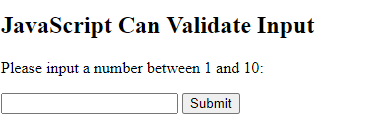 JavaScript Can Validate Input
Please input a number between 1 and 10:
Submit